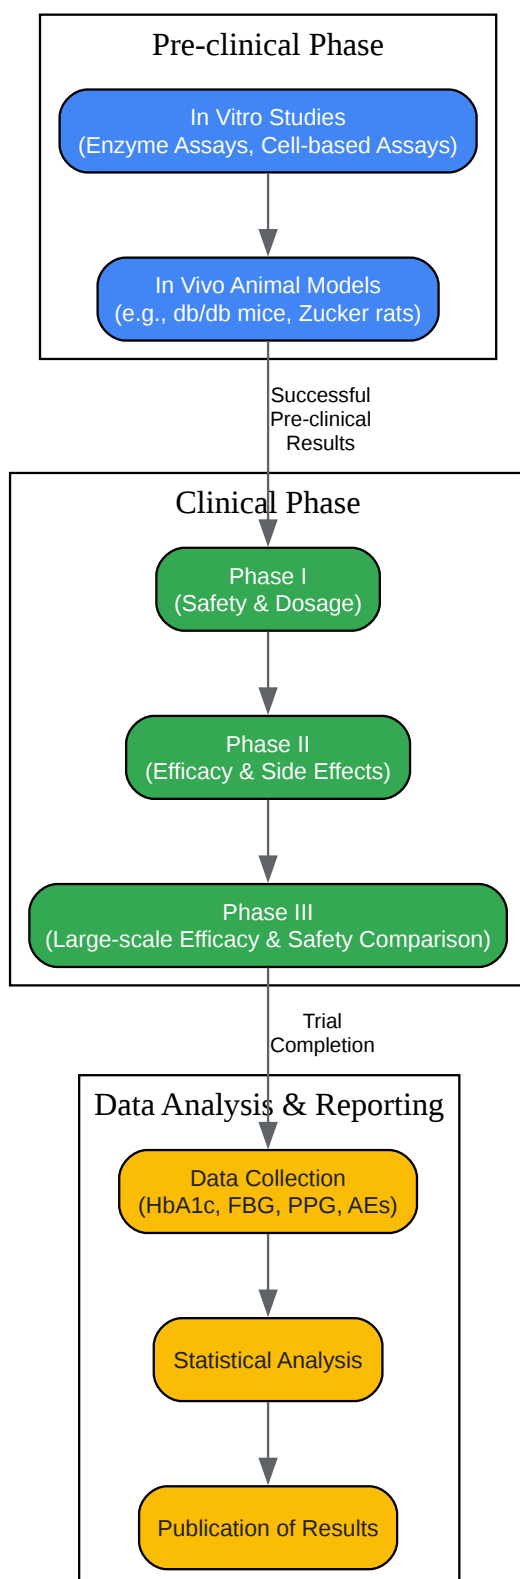 Pre-clinical Phase
In Vitro Studies
(Enzyme Assays, Cell-based Assays)
In Vivo Animal Models
(e.g., db/db mice, Zucker rats)
Successful
Pre-clinical
Results
Clinical Phase
Phase I
(Safety & Dosage)
Phase II
(Efficacy & Side Effects)
Phase III
(Large-scale Efficacy & Safety Comparison)
Trial
Completion
Data Analysis & Reporting
Data Collection
(HbA1c, FBG, PPG, AEs)
Statistical Analysis
Publication of Results